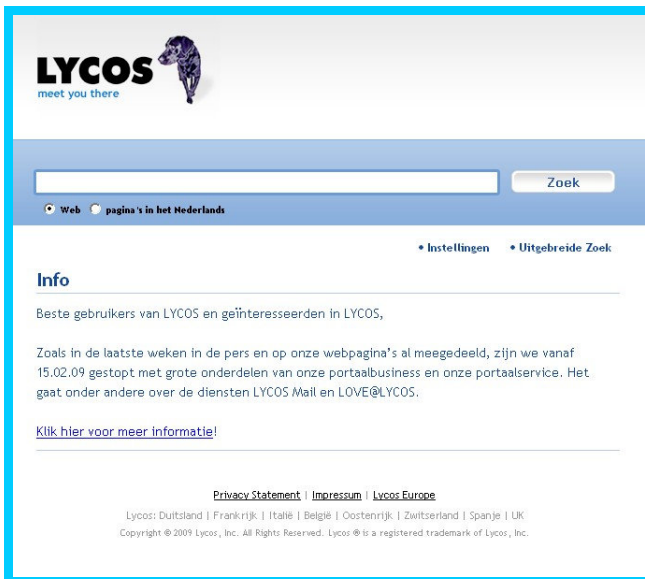 LYCOS
meet you there
Zoek
Web pagina's in het Nederlands
• Instellingen • Uitgebreide Zoek
Info
Beste gebruikers van LYCOS en geïnteresseerden in LYCOS,
Zoals in de laatste weken in de pers en op onze webpagina's al meegedeeld, zijn we vanaf
15.02.09 gestopt met grote onderdelen van onze portaalbusiness en onze portaalservice. Het
gaat onder andere over de diensten LYCOS Mail en LOVE@LYCOS.
Klik hier voor meer informatie!
Privacy Statement | Impressum | Lycos Europe
Lycos: Duitsland | Frankrijk | Italië | België | Oostenrijk | Zwitserland | Spanje | UK
Copyright © 2009 Lycos, Inc. All Rights Reserved. Lycos ® is a registered trademark of Lycos, Inc.